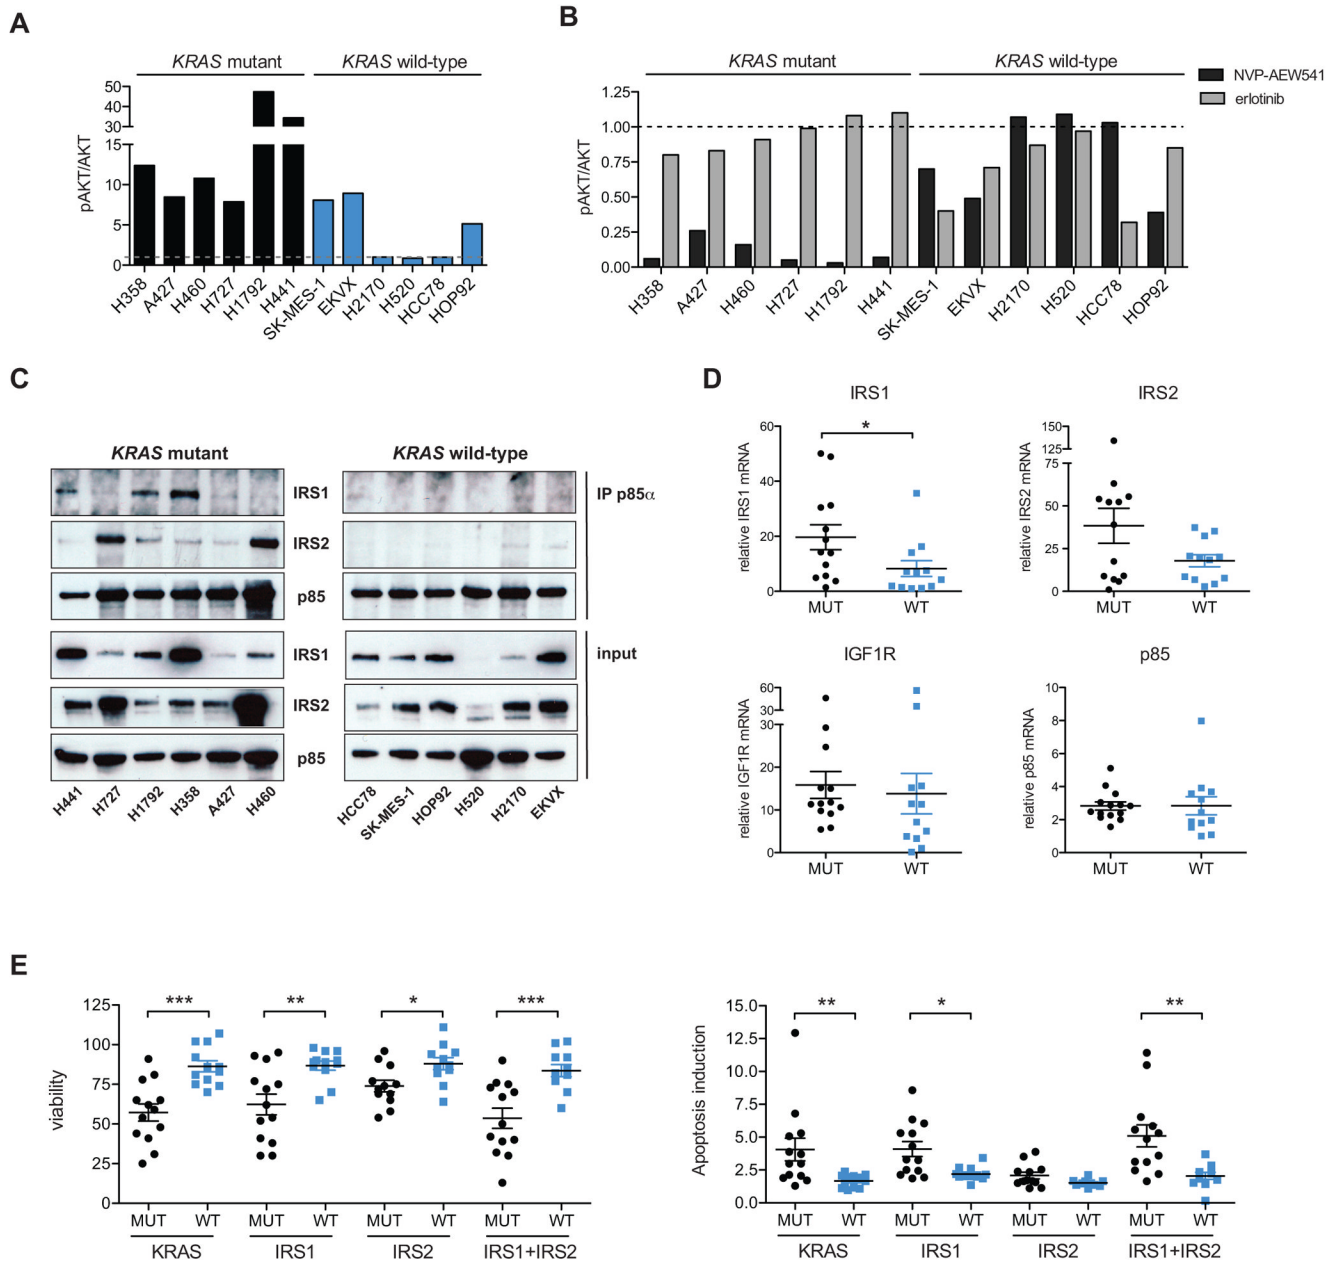 A
KRAS mutant
KRAS wild-type
pAKT/AKT
50
40
30
15
10
5
0
H358
A427
H460
H727
H1792
H441
SK-MES-1
EKVX
H2170
H520
HCC78
HOP92
B
KRAS mutant
KRAS wild-type
NVP-AEW541
erlotinib
pAKT/AKT
1.25
1.00
0.75
0.50
0.25
0.00
H358
A427
H460
H727
H1792
H441
SK-MES-1
EKVX
H2170
H520
HCC78
HOP92
C
KRAS mutant
KRAS wild-type
IRS1
IRS2
p85
IP p85α
IRS1
IRS2
p85
input
H441
H727
H1792
H358
A427
H460
HCC78
SK-MES-1
HOP92
H520
H2170
EKVX
D
IRS1
relative IRS1 mRNA
60
40
20
0
*
MUT
WT
IRS2
relative IRS2 mRNA
150
125
75
50
25
0
MUT
WT
IGF1R
relative IGF1R mRNA
60
30
30
20
10
0
MUT
WT
p85
relative p85 mRNA
10
8
6
4
2
0
MUT
WT
E
viability
125
100
75
50
25
0
*** ** * ***
MUT WT MUT WT MUT WT MUT WT
KRAS IRS1 IRS2 IRS1+IRS2
Apoptosis induction
15.0
12.5
10.0
7.5
5.0
2.5
0.0
** * **
MUT WT MUT WT MUT WT MUT WT
KRAS IRS1 IRS2 IRS1+IRS2